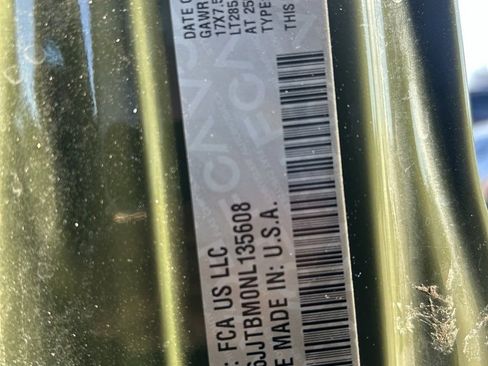 DATE O
GAWR
17X7.5
LT285
AT 25
TYPE
THIS
: FCA US LLC
6JJTBM0NL135608
E MADE IN: U.S.A.